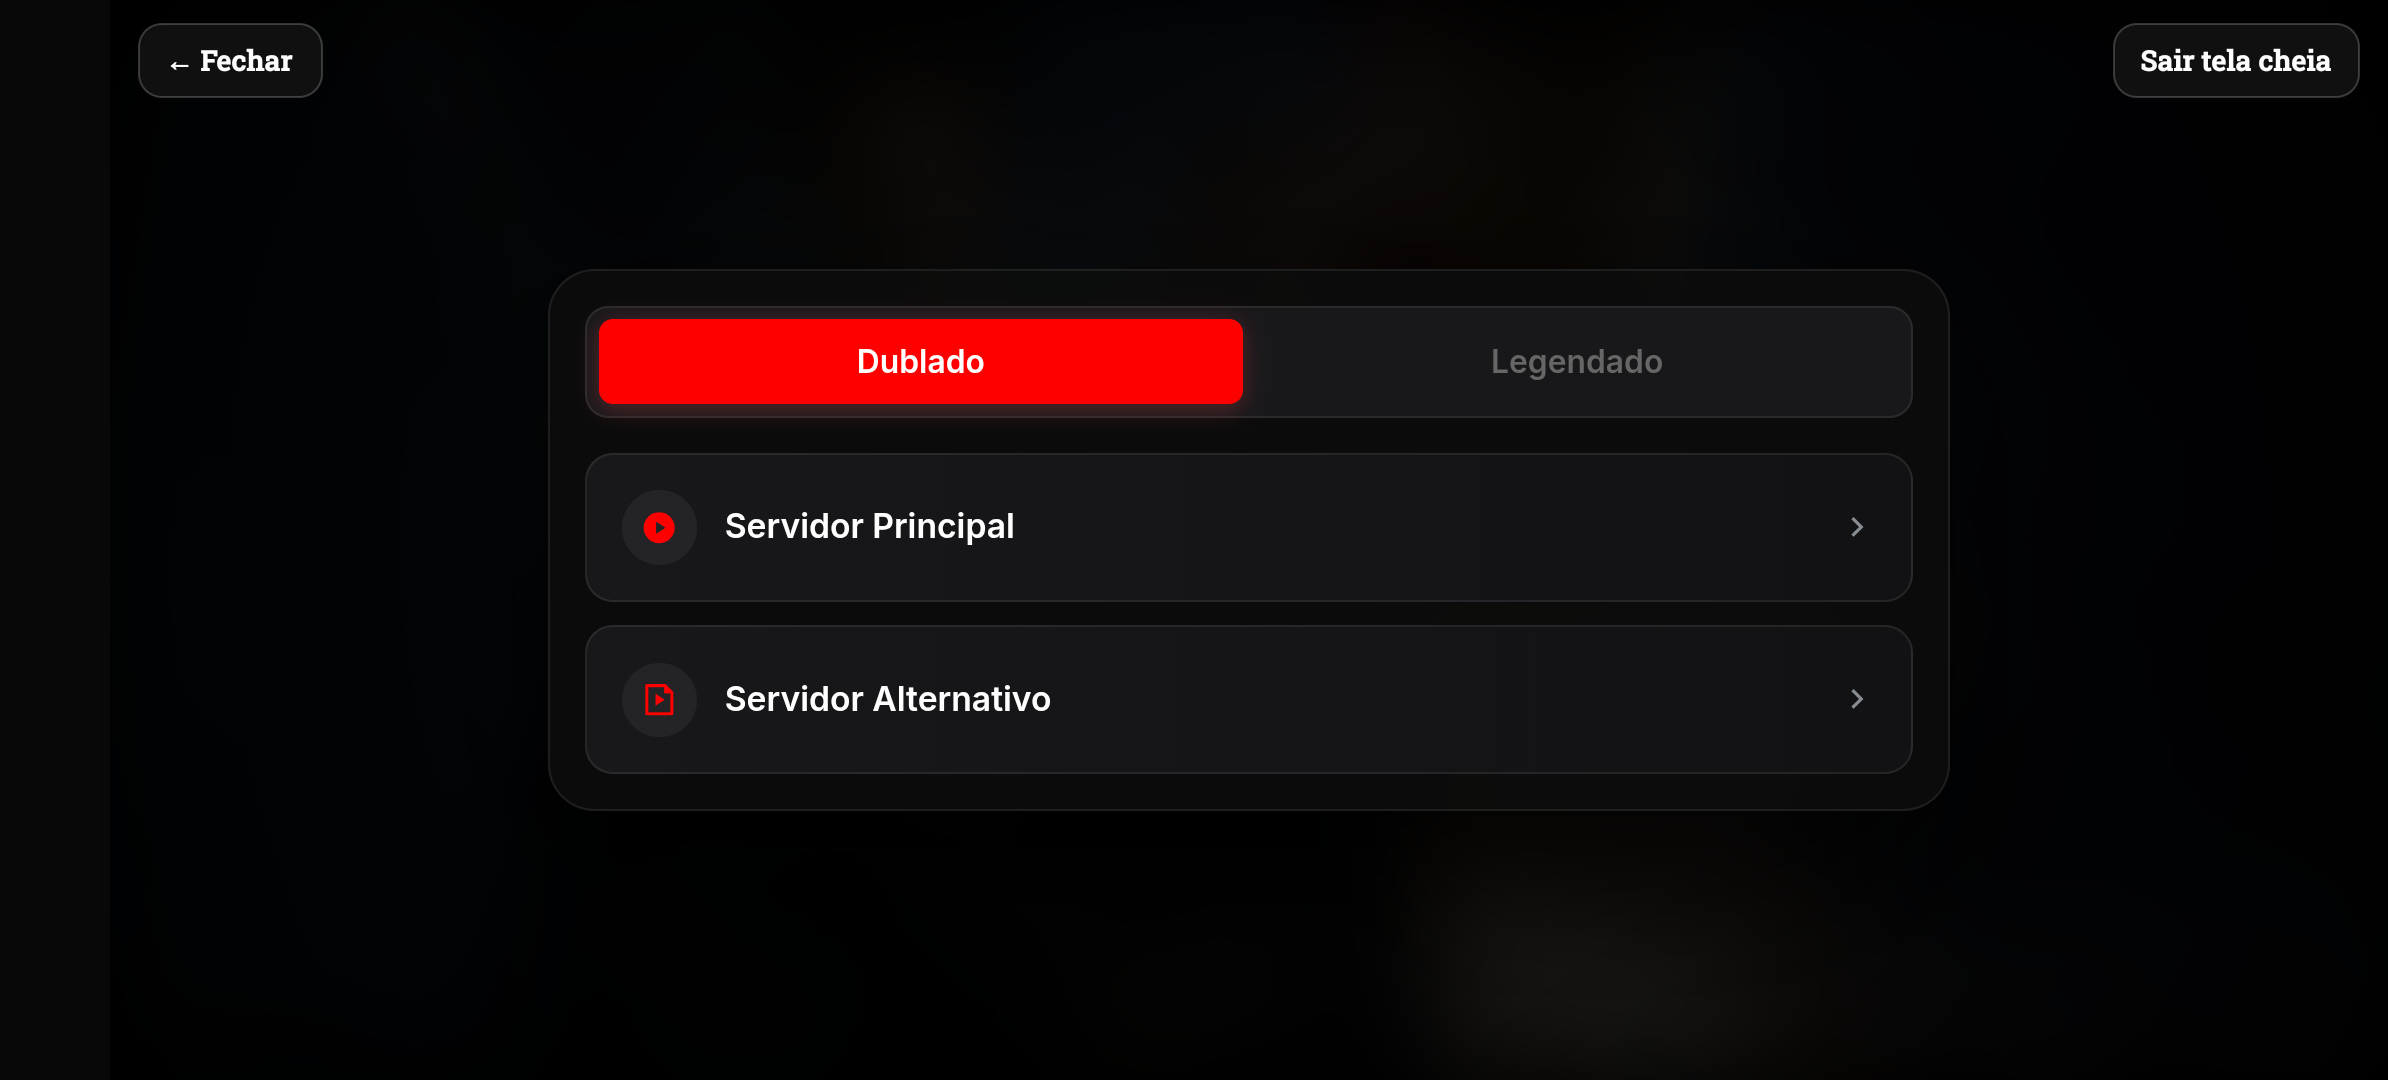 ← Fechar
Sair tela cheia
Dublado
Legendado
Servidor Principal
Servidor Alternativo